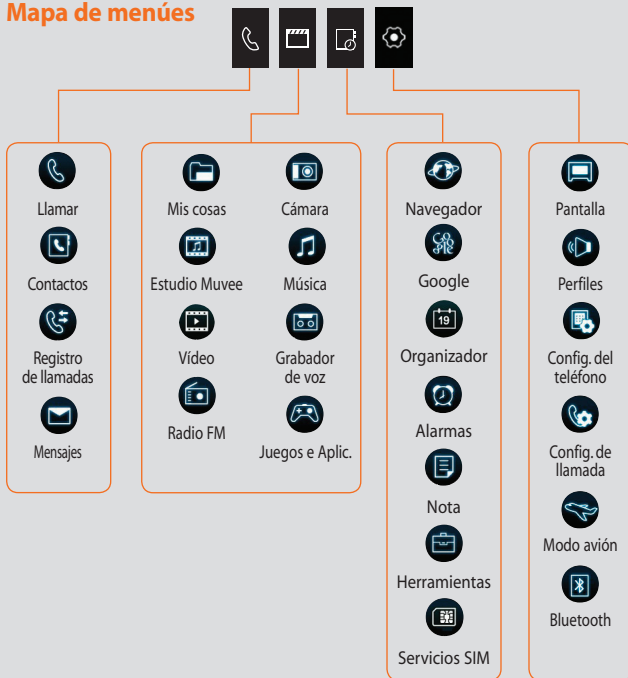 Mapa de menúes
Llamar
Contactos
Registro
de llamadas
Mensajes
Mis cosas
Cámara
Estudio Muvee
Música
Vídeo
Grabador
de voz
Radio FM
Juegos e Aplic.
Navegador
Google
19
Organizador
Alarmas
Nota
Herramientas
Servicios SIM
Pantalla
Perfiles
Config. del
teléfono
Config. de
llamada
Modo avión
Bluetooth